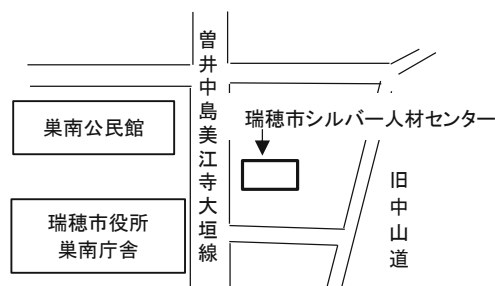 曽井中島美江寺大垣線
巣南公民館
瑞穂市シルバー人材センター
瑞穂市役所
巣南庁舎
旧中山道